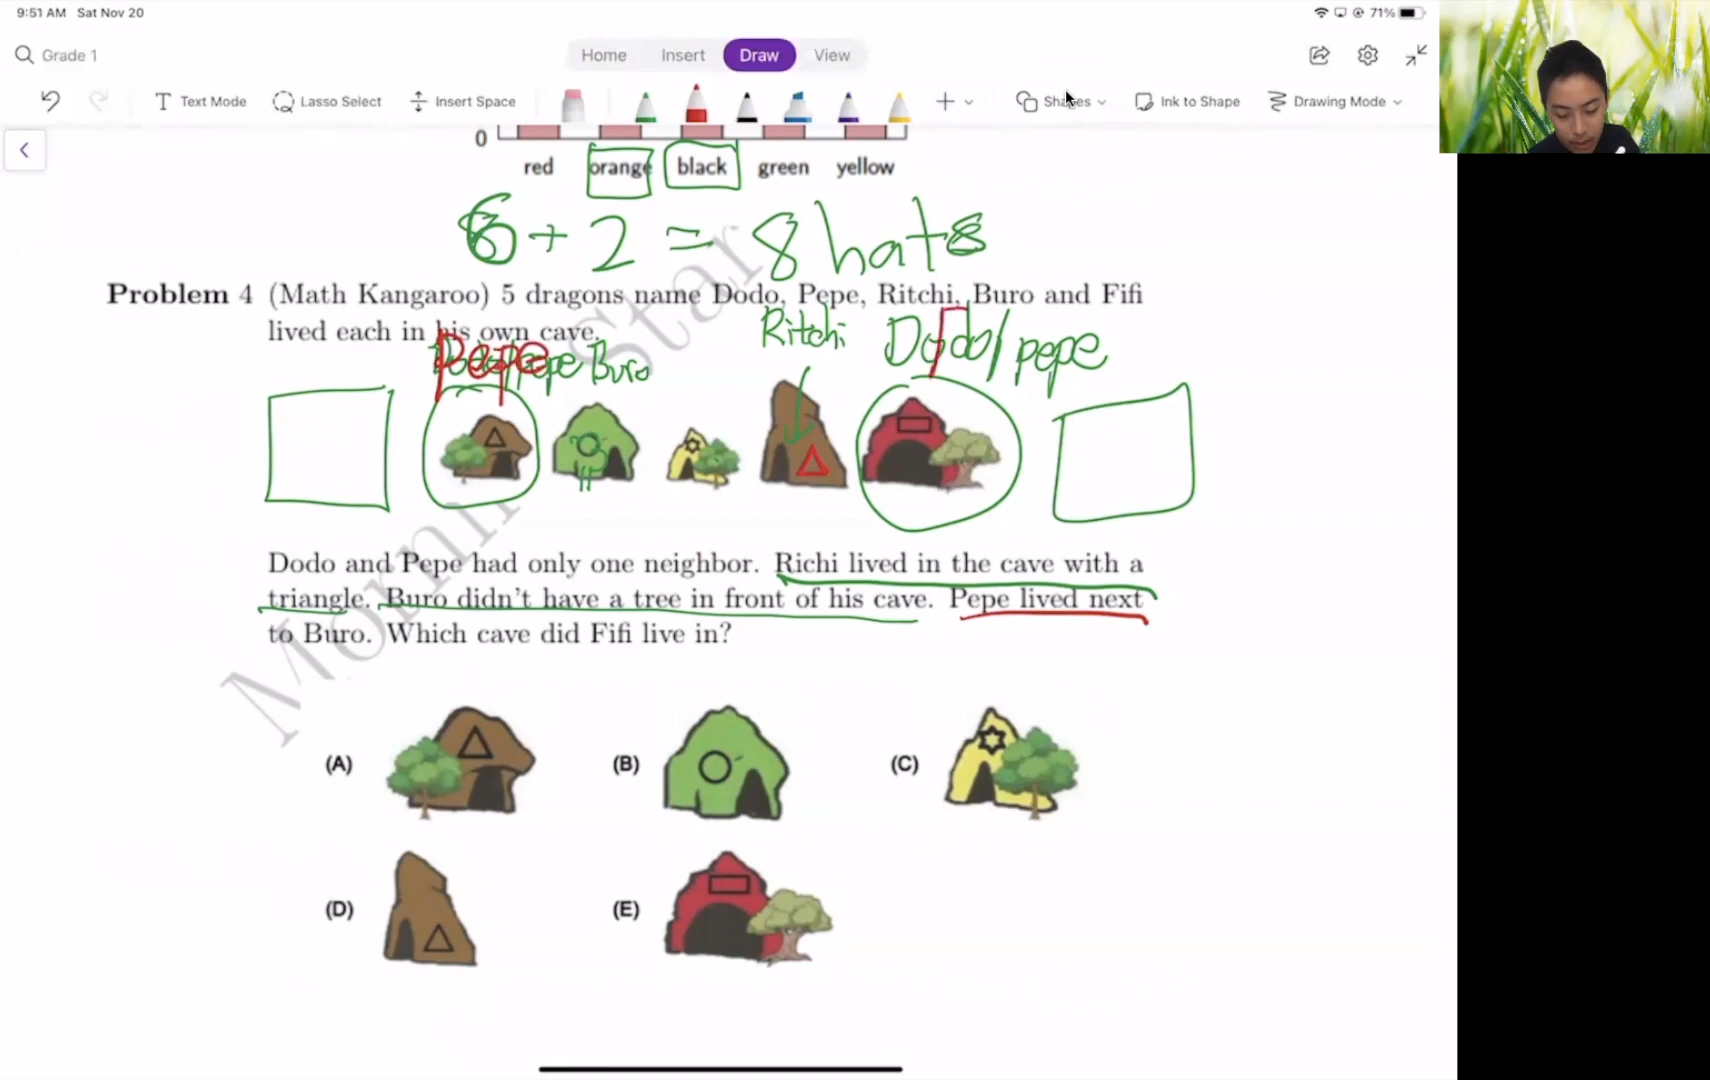 9:51 AM Sat Nov 20
71%
Grade 1
Home Insert Draw View
Text Mode Lasso Select Insert Space Shapes Ink to Shape Drawing Mode
0
red orange black green yellow
6 + 2 = 8 hats
Problem 4 (Math Kangaroo) 5 dragons name Dodo, Pepe, Ritchi, Buro and Fifi
lived each in his own cave.
Pepe Buro Ritchi Dodo/pepe
Dodo and Pepe had only one neighbor. Richi lived in the cave with a
triangle. Buro didn't have a tree in front of his cave. Pepe lived next
to Buro. Which cave did Fifi live in?
(A) (B) (C)
(D) (E)
Star